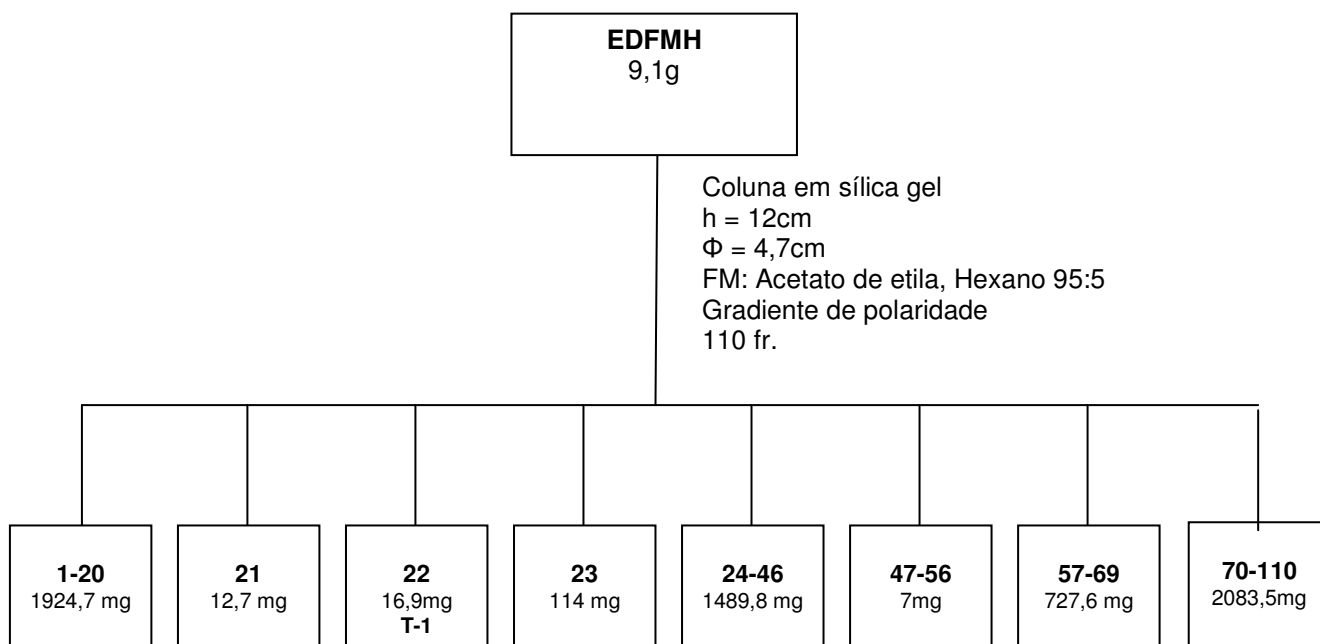 EDFMH
9,1g
Coluna em sílica gel
h = 12cm
Φ = 4,7cm
FM: Acetato de etila, Hexano 95:5
Gradiente de polaridade
110 fr.
1-20
1924,7 mg
21
12,7 mg
22
16,9mg
T-1
23
114 mg
24-46
1489,8 mg
47-56
7mg
57-69
727,6 mg
70-110
2083,5mg